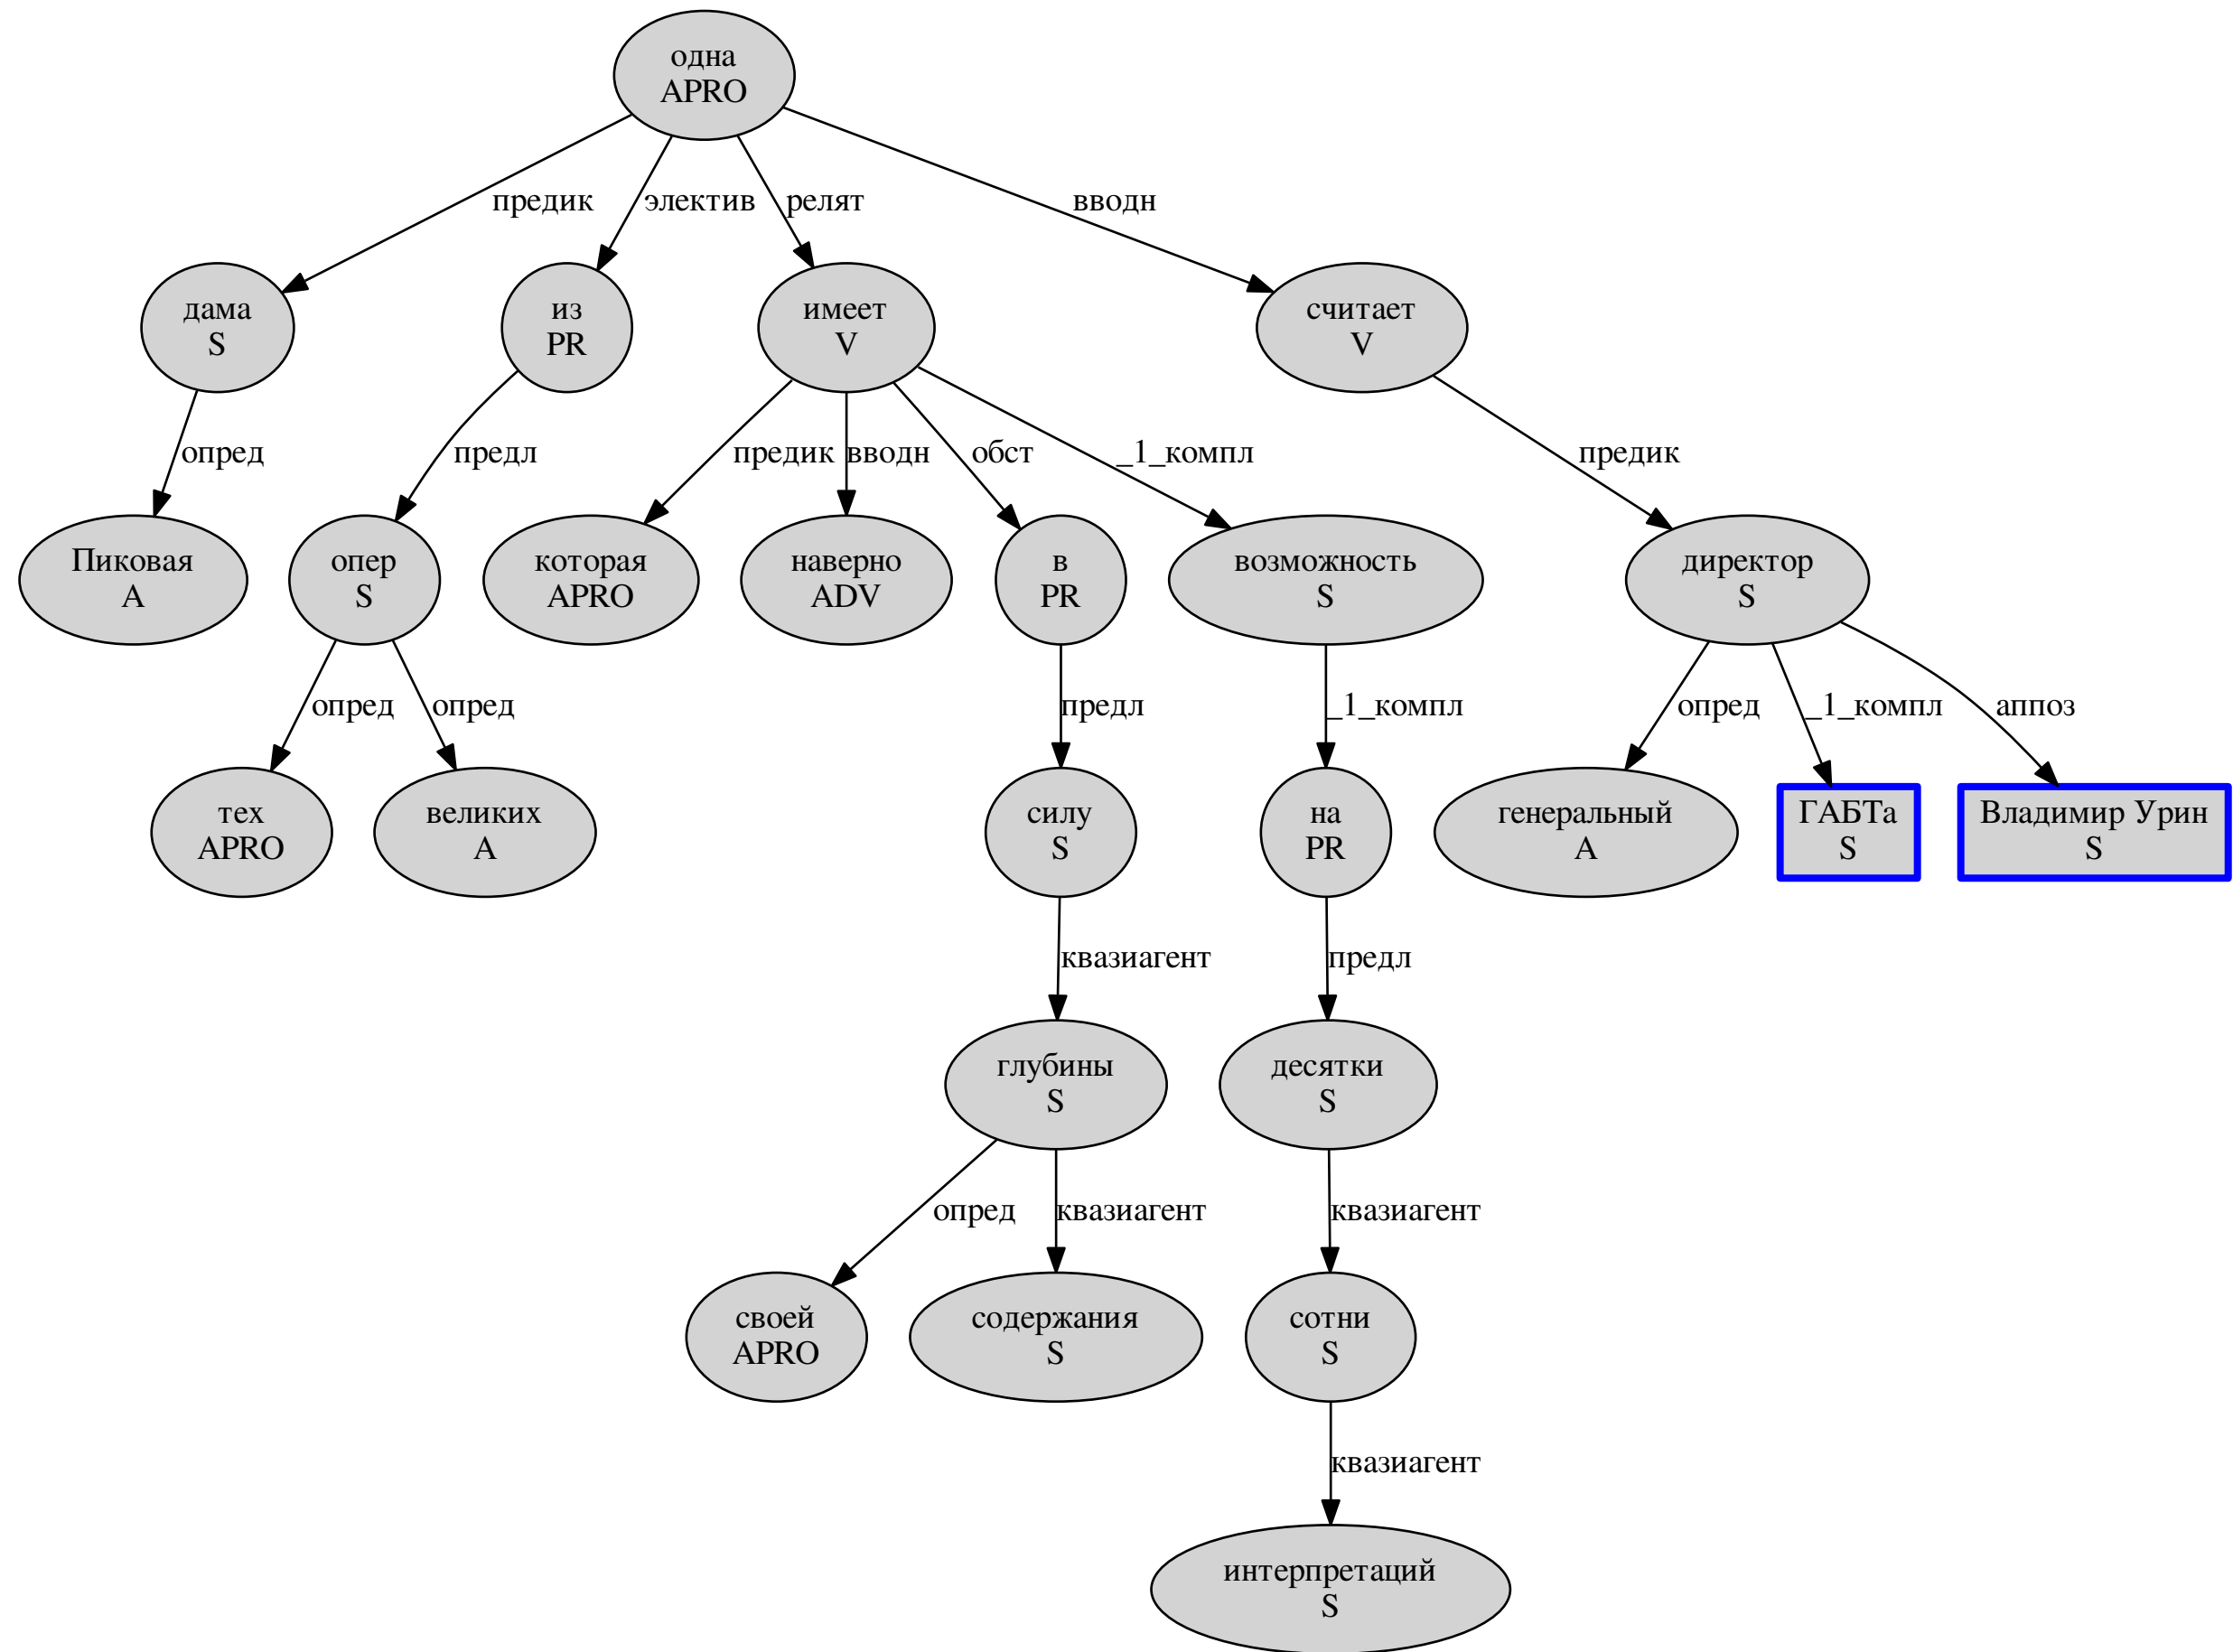 одна
APRO
предик
электив
релят
вводн
дама
S
из
PR
имеет
V
считает
V
опред
предл
предик
вводн
обст
_1_компл
предик
Пиковая
A
опер
S
которая
APRO
наверно
ADV
в
PR
возможность
S
директор
S
опред
опред
предл
_1_компл
опред
_1_компл
аппоз
тех
APRO
великих
A
силу
S
на
PR
генеральный
A
ГАБТа
S
Владимир Урин
S
квазиагент
предл
глубины
S
десятки
S
опред
квазиагент
квазиагент
своей
APRO
содержания
S
сотни
S
квазиагент
интерпретаций
S